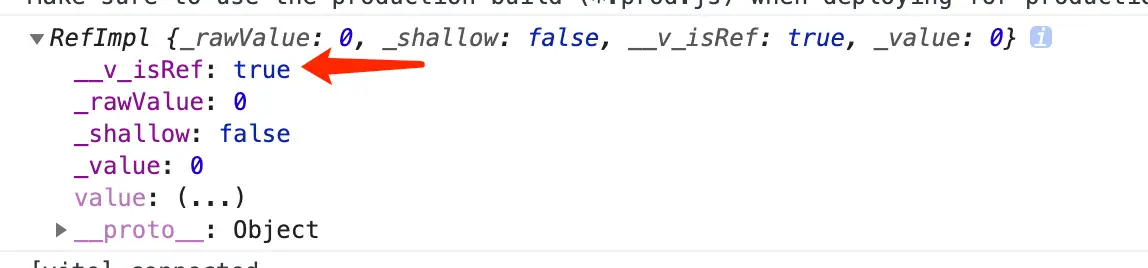 Make sure to use the production build (*.prod.js) when deploying for productio
▼RefImpl {_rawValue: 0, _shallow: false, __v_isRef: true, _value: 0} i
__v_isRef: true
_rawValue: 0
_shallow: false
_value: 0
value: (...)
▶__proto__: Object
[vite] connected